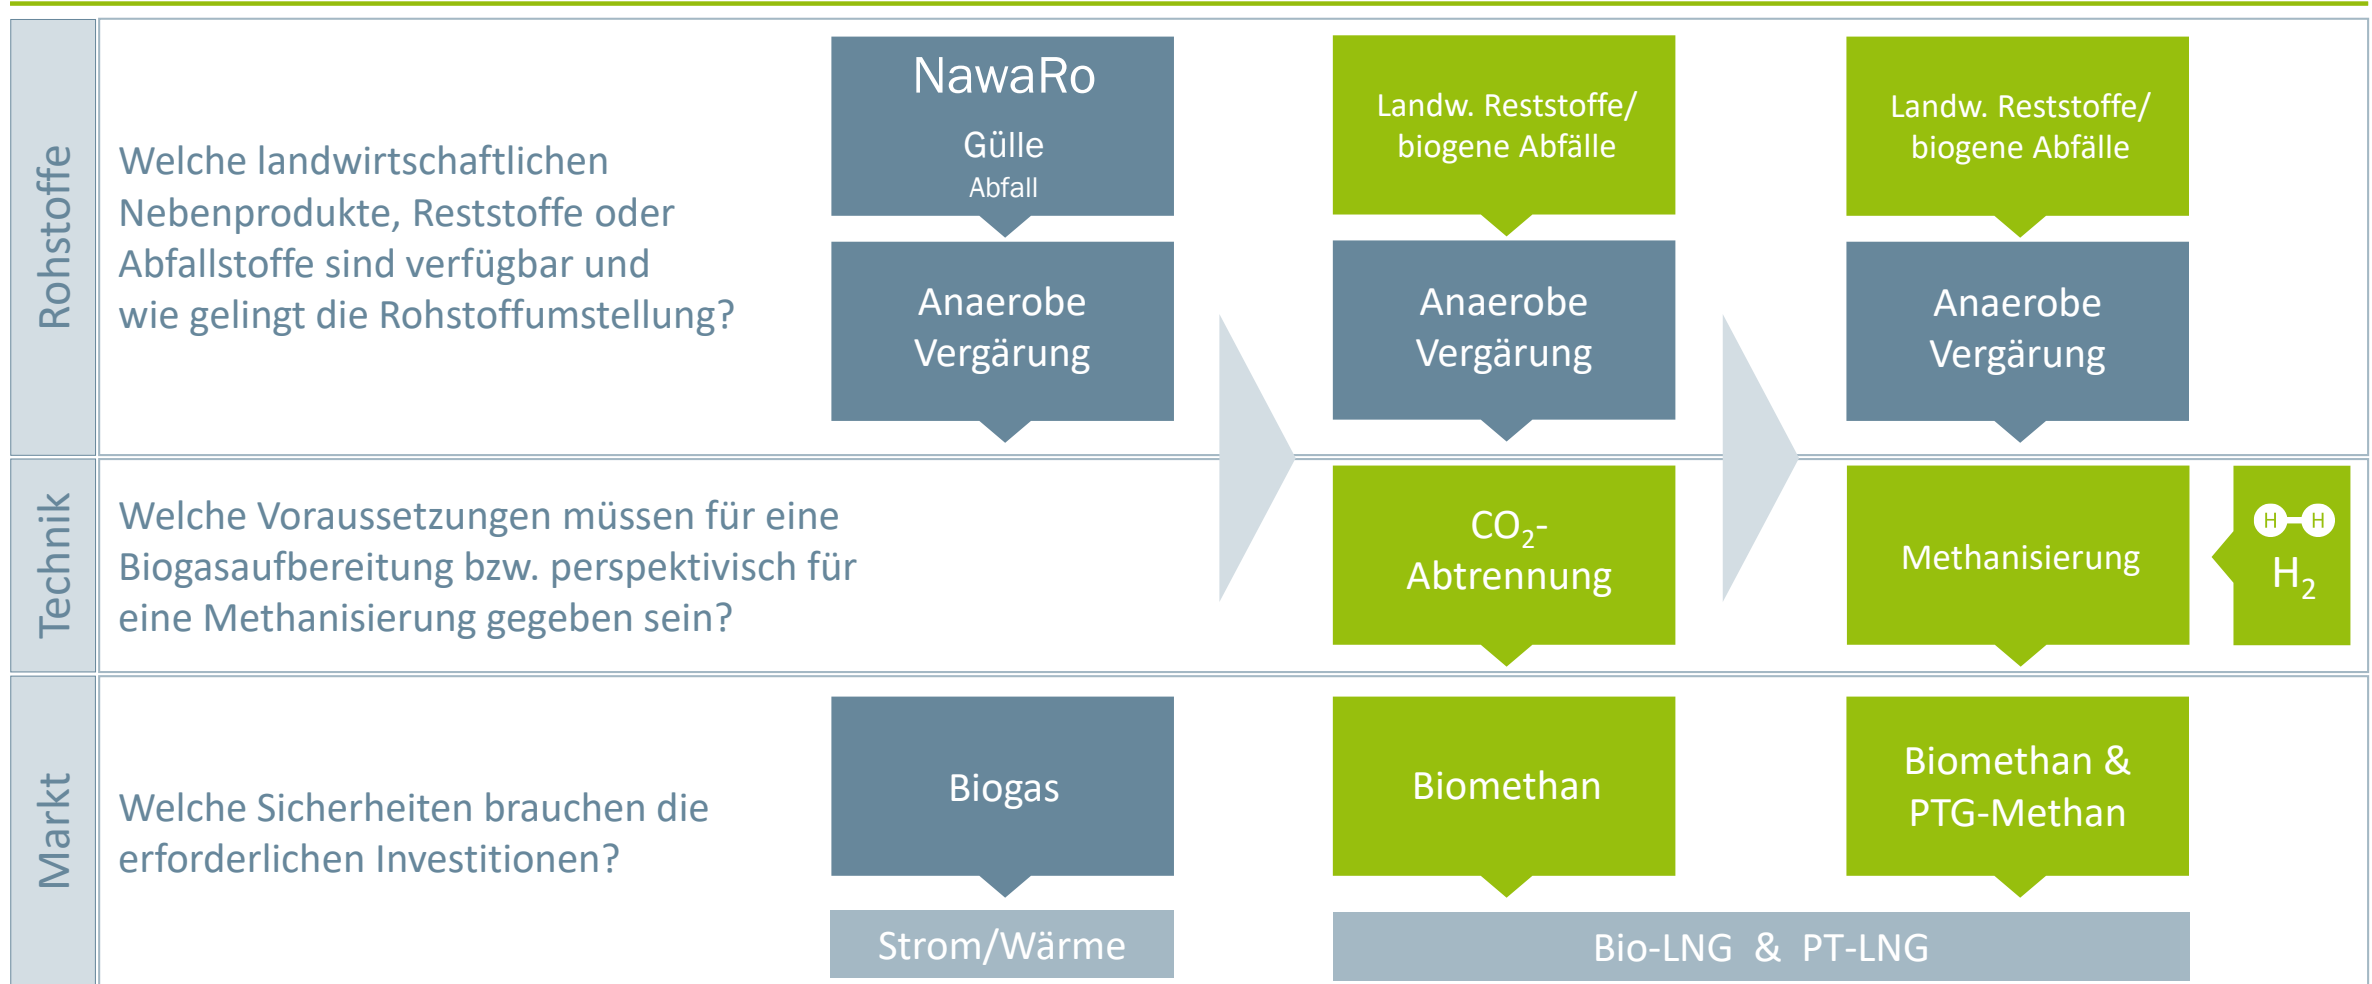 Rohstoffe
Welche landwirtschaftlichen
Nebenprodukte, Reststoffe oder
Abfallstoffe sind verfügbar und
wie gelingt die Rohstoffumstellung?
NawaRo
Gülle
Abfall
Anaerobe
Vergärung
Landw. Reststoffe/
biogene Abfälle
Anaerobe
Vergärung
Landw. Reststoffe/
biogene Abfälle
Anaerobe
Vergärung
Technik
Welche Voraussetzungen müssen für eine
Biogasaufbereitung bzw. perspektivisch für
eine Methanisierung gegeben sein?
CO₂-
Abtrennung
Methanisierung
H H
H₂
Markt
Welche Sicherheiten brauchen die
erforderlichen Investitionen?
Biogas
Strom/Wärme
Biomethan
Biomethan &
PTG-Methan
Bio-LNG & PT-LNG